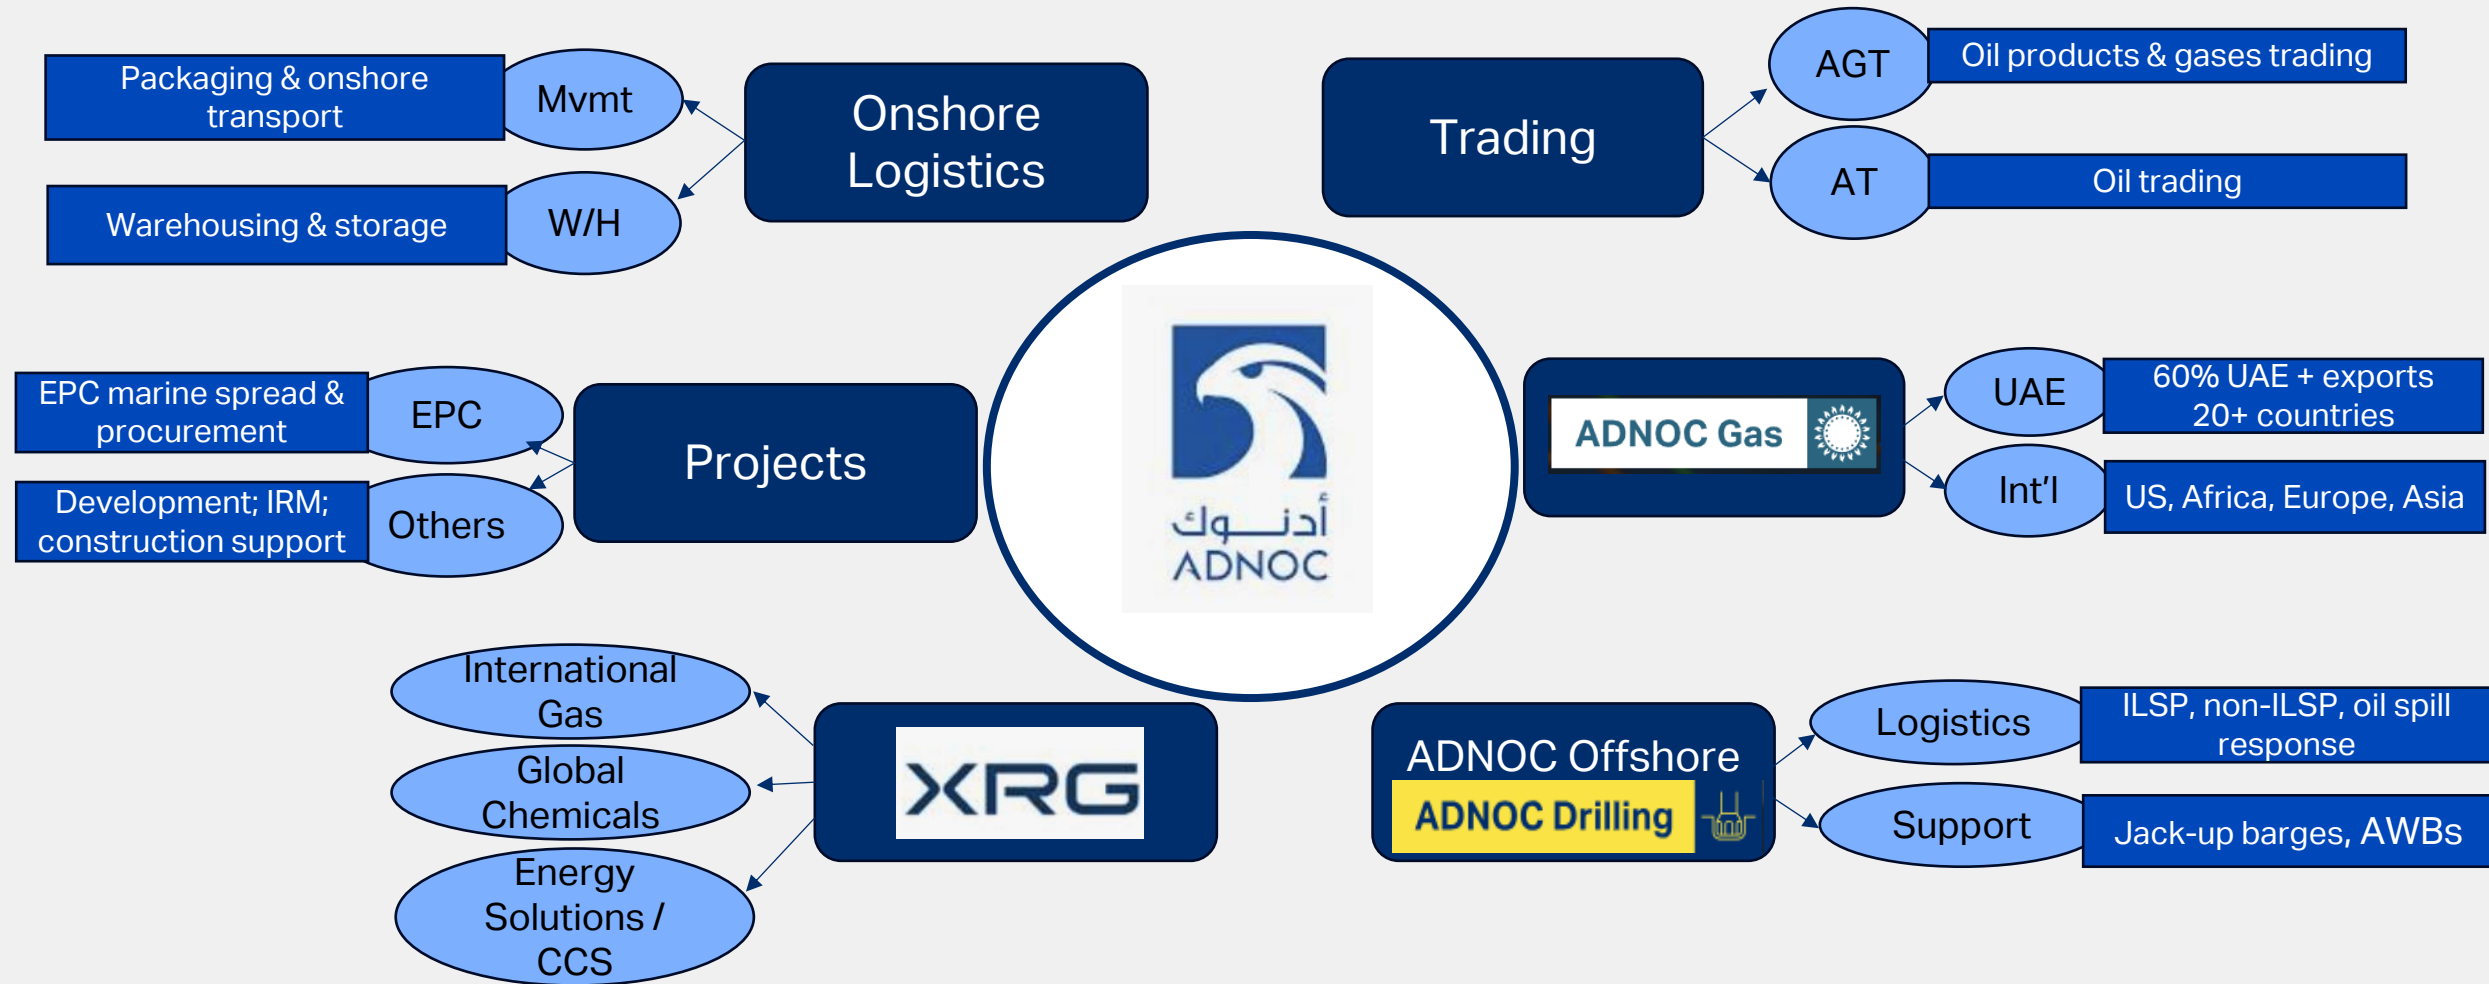 Packaging & onshore
transport
Mvmt
Warehousing & storage
W/H
Onshore
Logistics
Trading
AGT
Oil products & gases trading
AT
Oil trading
EPC marine spread &
procurement
EPC
Development; IRM;
construction support
Others
Projects
أدنـوك
ADNOC
ADNOC Gas
UAE
60% UAE + exports
20+ countries
Int'l
US, Africa, Europe, Asia
International
Gas
Global
Chemicals
Energy
Solutions /
CCS
XRG
ADNOC Offshore
ADNOC Drilling
Logistics
ILSP, non-ILSP, oil spill
response
Support
Jack-up barges, AWBs